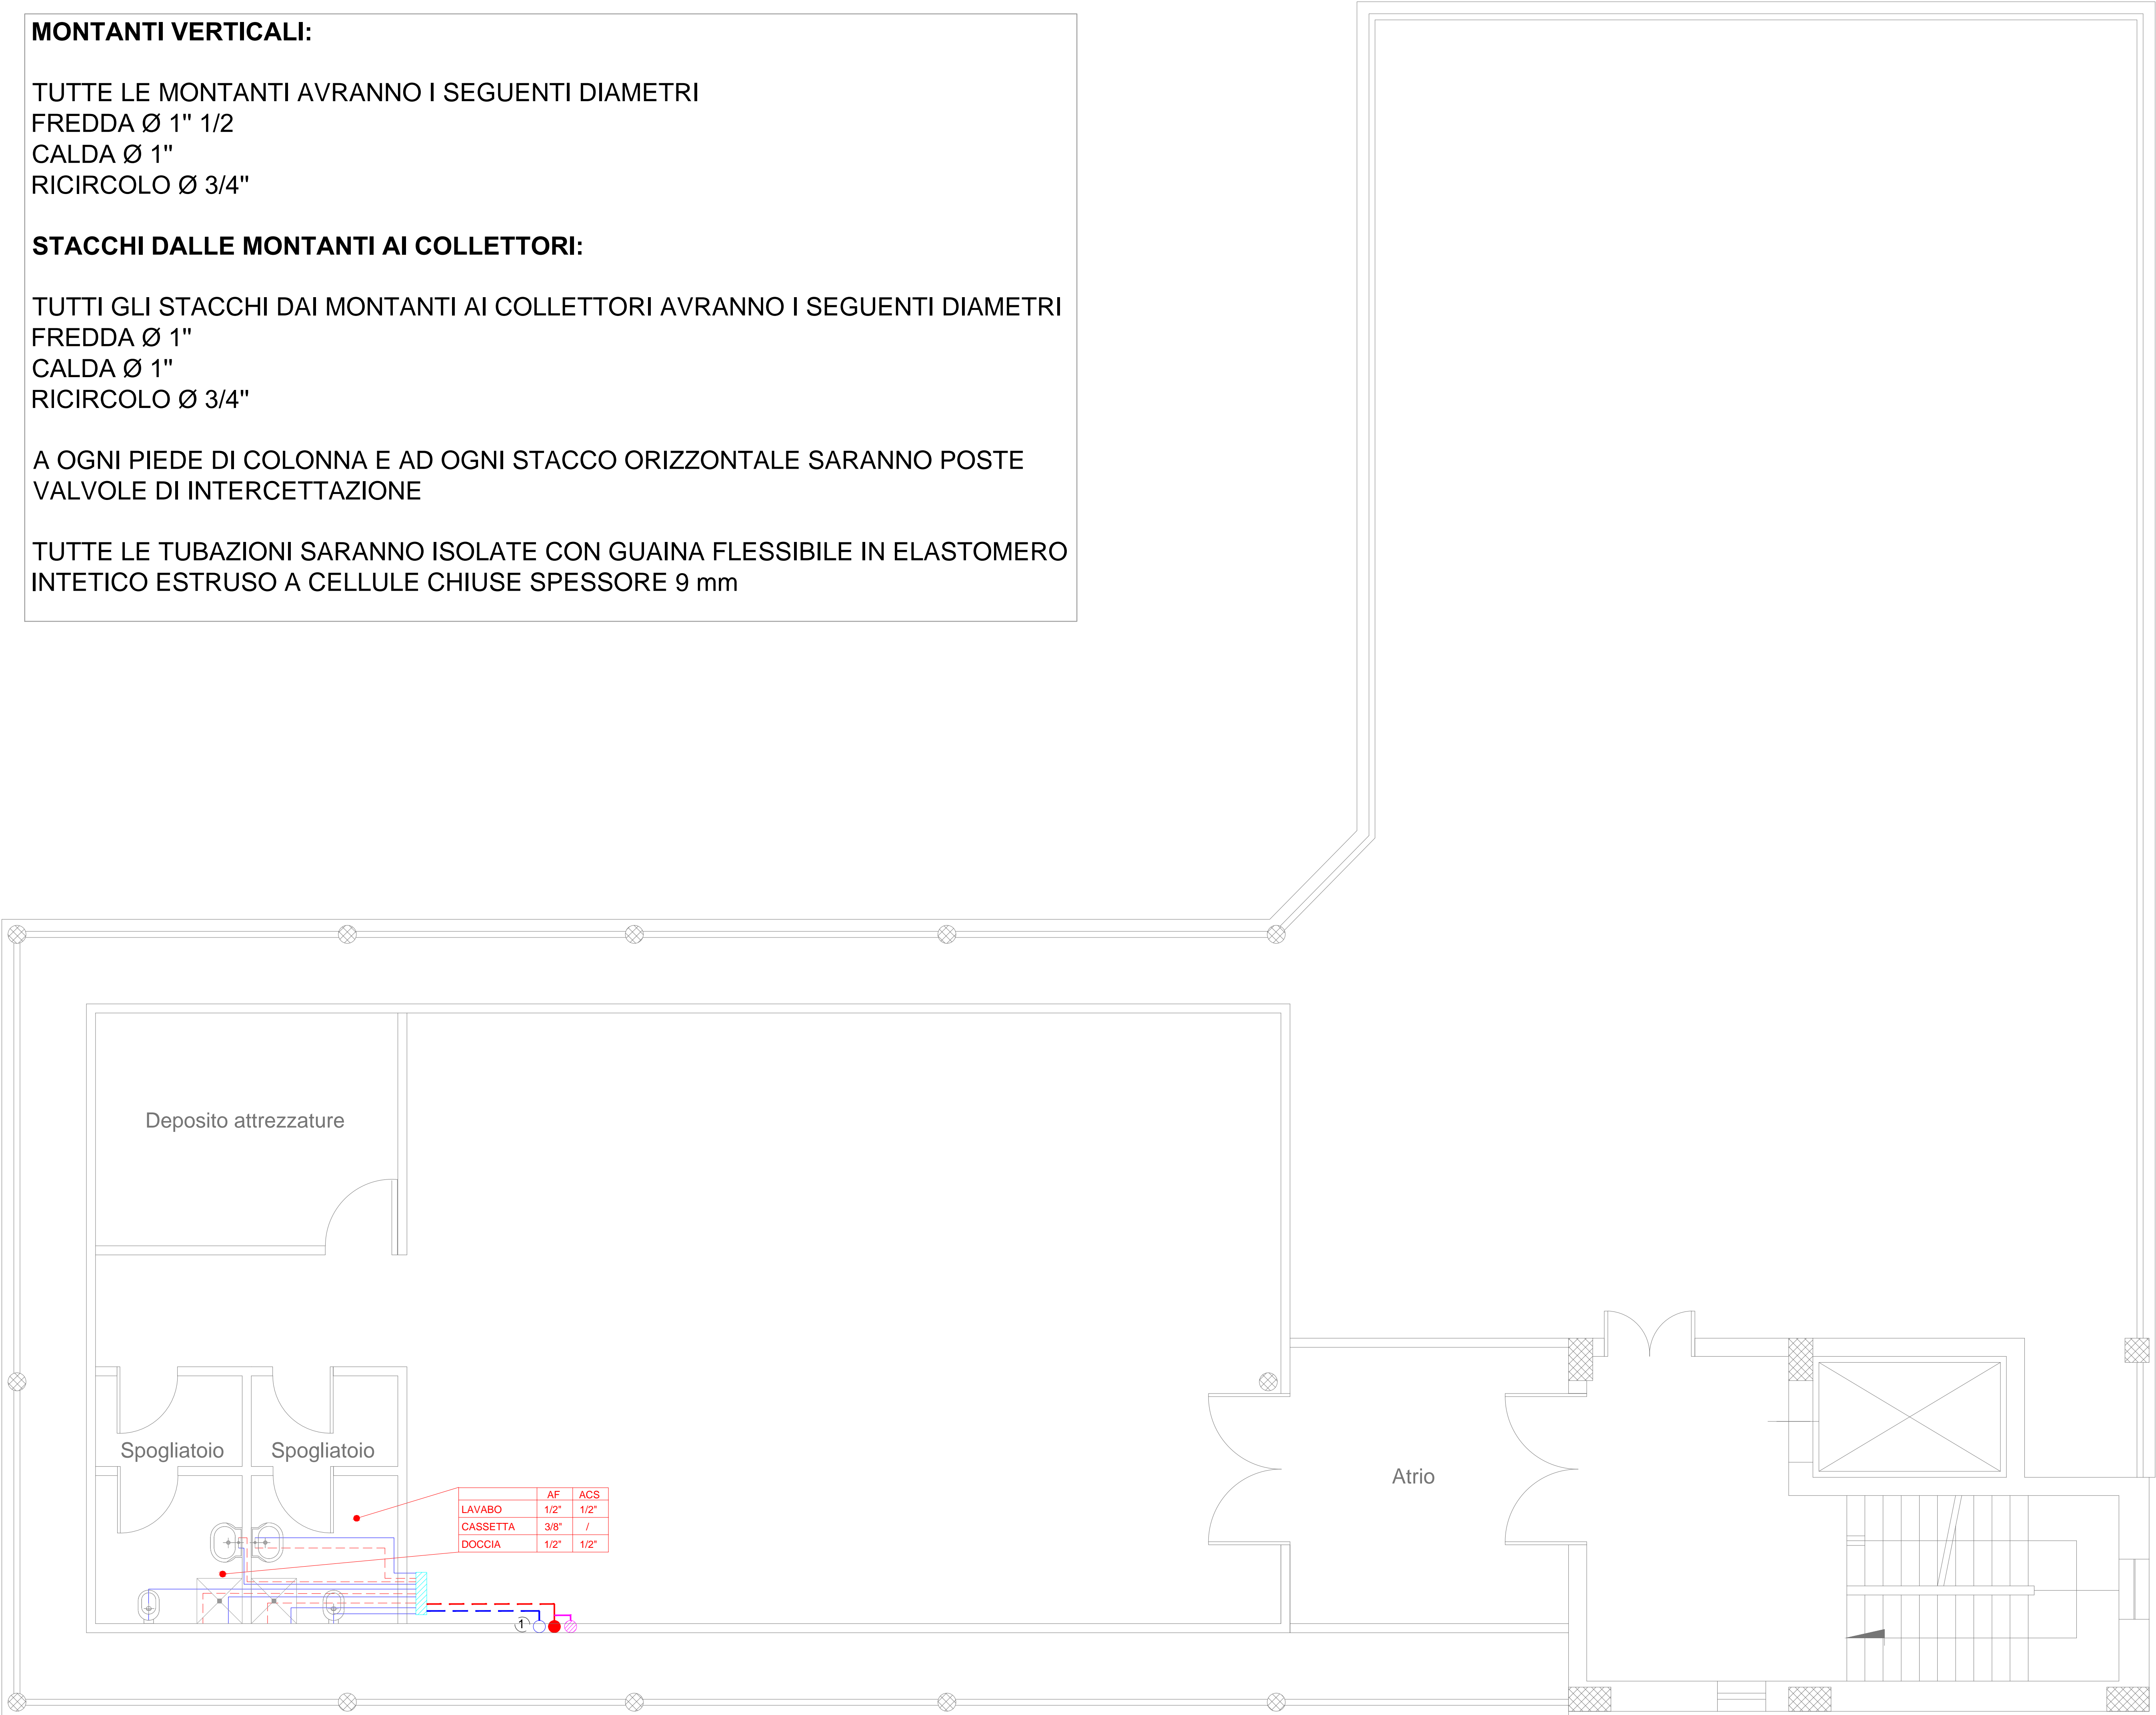 MONTANTI VERTICALI:
TUTTE LE MONTANTI AVRANNO I SEGUENTI DIAMETRI
FREDDA Ø 1" 1/2
CALDA Ø 1"
RICIRCOLO Ø 3/4"
STACCHI DALLE MONTANTI AI COLLETTORI:
TUTTI GLI STACCHI DAI MONTANTI AI COLLETTORI AVRANNO I SEGUENTI DIAMETRI
FREDDA Ø 1"
CALDA Ø 1"
RICIRCOLO Ø 3/4"
A OGNI PIEDE DI COLONNA E AD OGNI STACCO ORIZZONTALE SARANNO POSTE
VALVOLE DI INTERCETTAZIONE
TUTTE LE TUBAZIONI SARANNO ISOLATE CON GUAINA FLESSIBILE IN ELASTOMERO
INTETICO ESTRUSO A CELLULE CHIUSE SPESSORE 9 mm
Deposito attrezzature
Spogliatoio Spogliatoio
Atrio
AF ACS
LAVABO 1/2" 1/2"
CASSETTA 3/8" /
DOCCIA 1/2" 1/2"
1